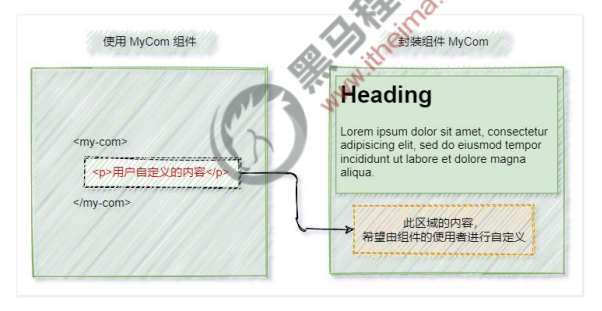 使用 MyCom 组件
封装组件 MyCom
<my-com>
<p>用户自定义的内容</p>
</my-com>
Heading
Lorem ipsum dolor sit amet, consectetur
adipisicing elit, sed do eiusmod tempor
incididunt ut labore et dolore magna
aliqua.
此区域的内容,
希望由组件的使用者进行自定义
黑马程
www.itheima.